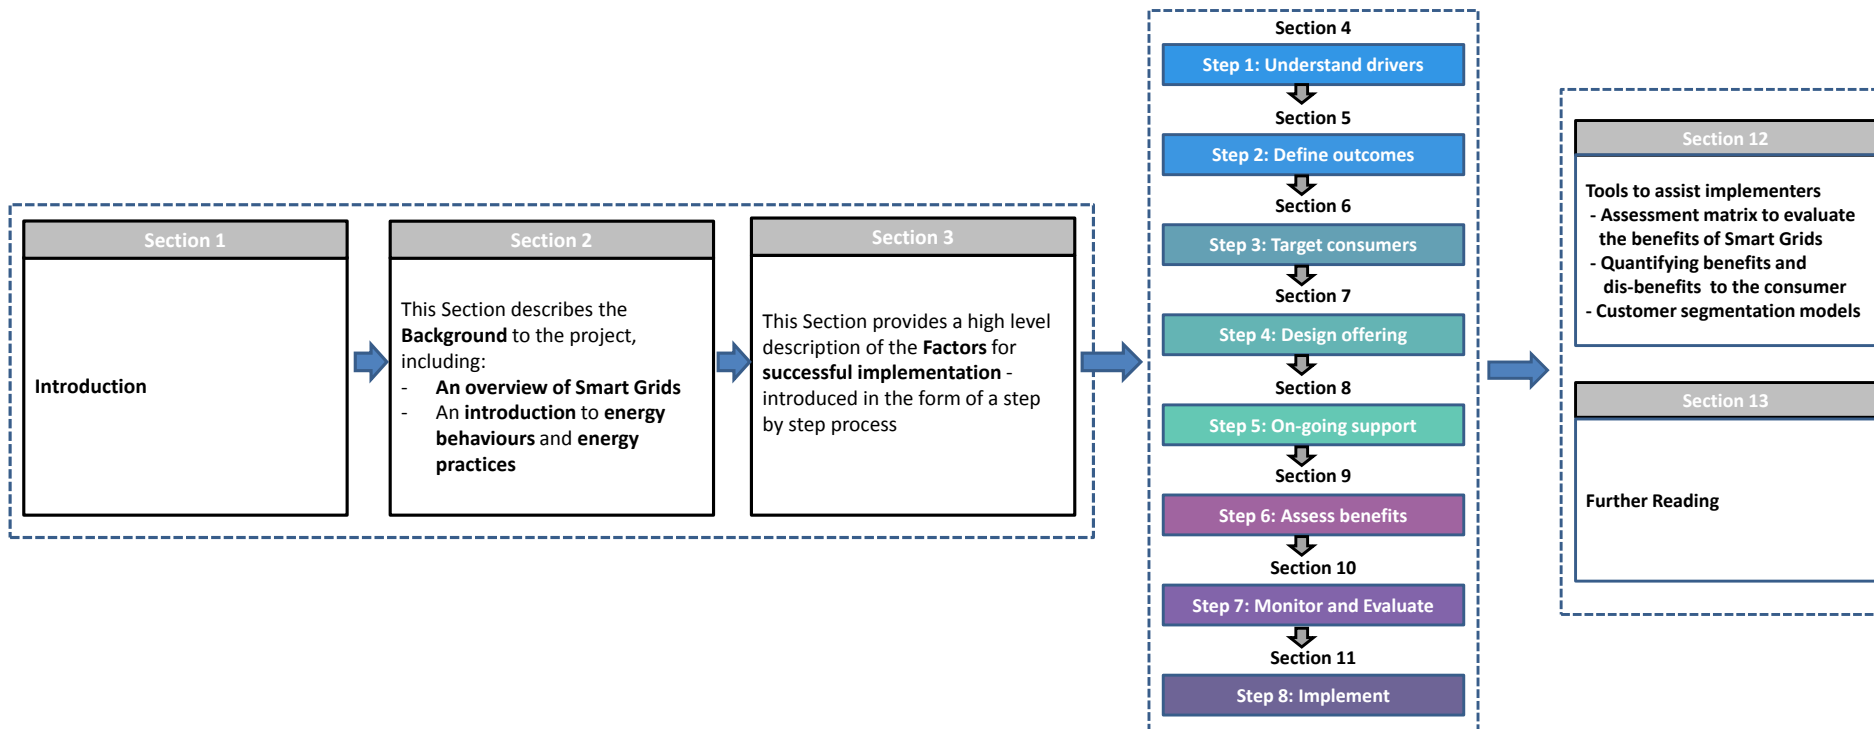 Section 1
Introduction
Section 2
This Section describes the
Background to the project,
including:
- An overview of Smart Grids
- An introduction to energy
behaviours and energy
practices
Section 3
This Section provides a high level
description of the Factors for
successful implementation -
introduced in the form of a step
by step process
Section 4
Step 1: Understand drivers
Section 5
Step 2: Define outcomes
Section 6
Step 3: Target consumers
Section 7
Step 4: Design offering
Section 8
Step 5: On-going support
Section 9
Step 6: Assess benefits
Section 10
Step 7: Monitor and Evaluate
Section 11
Step 8: Implement
Section 12
Tools to assist implementers
- Assessment matrix to evaluate
the benefits of Smart Grids
- Quantifying benefits and
dis-benefits to the consumer
- Customer segmentation models
Section 13
Further Reading